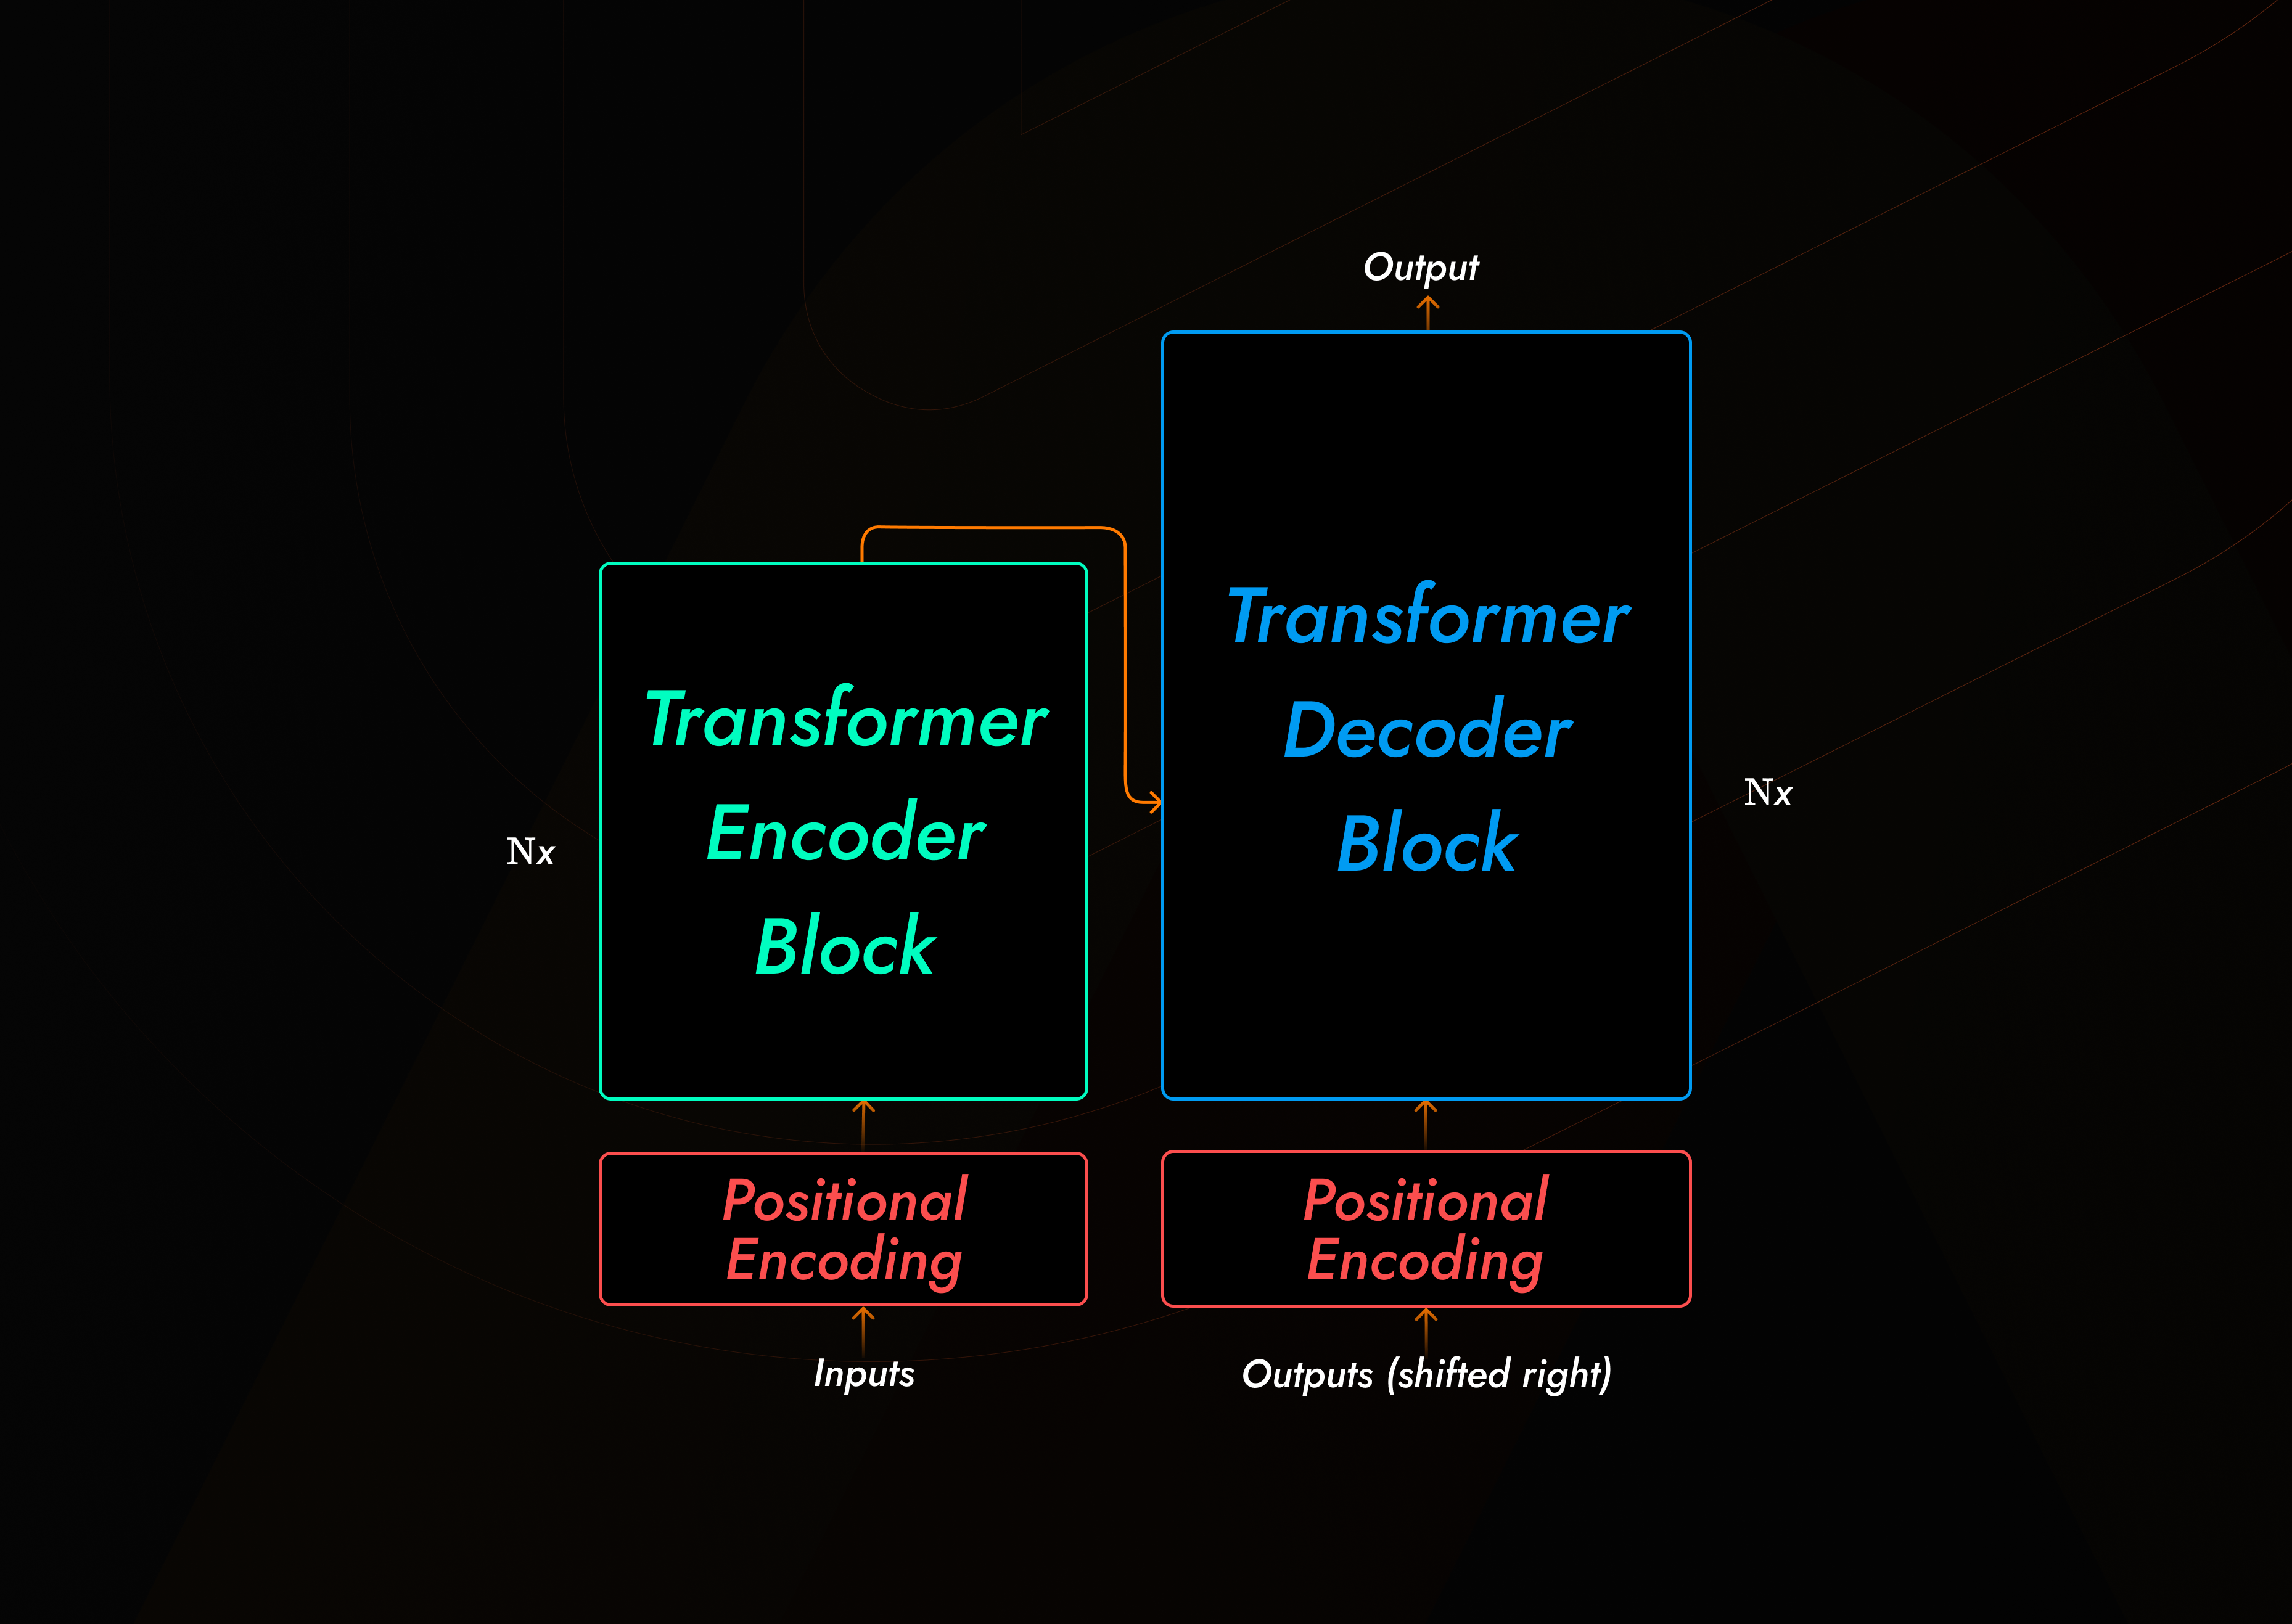 Output
Transformer
Encoder
Block
Nx
Transformer
Decoder
Block
Nx
Positional
Encoding
Positional
Encoding
Inputs
Outputs (shifted right)